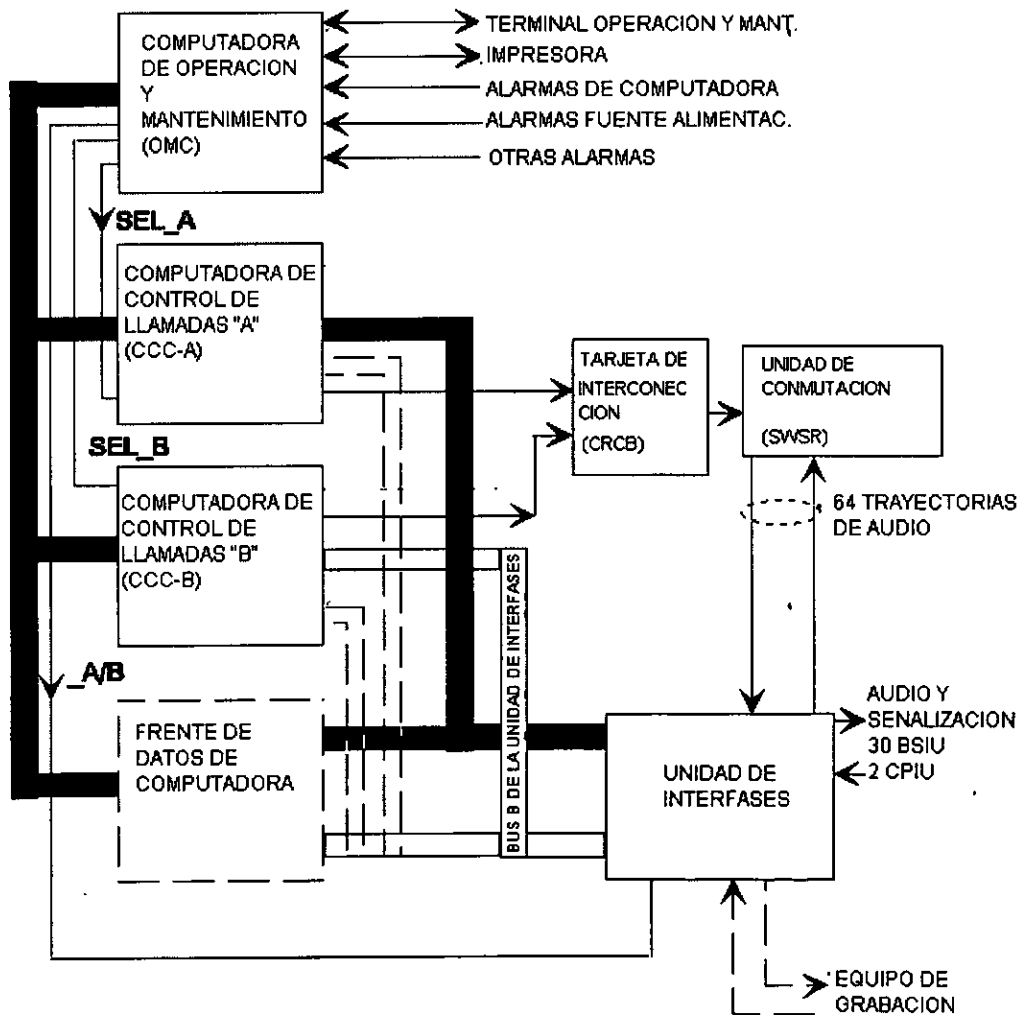 COMPUTADORA
DE OPERACION
Y
MANTENIMIENTO
(OMC)
TERMINAL OPERACION Y MANT.
IMPRESORA
ALARMAS DE COMPUTADORA
ALARMAS FUENTE ALIMENTAC.
OTRAS ALARMAS
SEL_A
COMPUTADORA DE
CONTROL DE
LLAMADAS "A"
(CCC-A)
TARJETA DE
INTERCONEC
CION
(CRCB)
UNIDAD DE
CONMUTACION
(SWSR)
SEL_B
COMPUTADORA DE
CONTROL DE
LLAMADAS "B"
(CCC-B)
64 TRAYECTORIAS
DE AUDIO
BUS B DE LA UNIDAD DE INTERFASES
_A/B
FRENTE DE
DATOS DE
COMPUTADORA
UNIDAD DE
INTERFASES
AUDIO Y
SENALIZACION
30 BSIU
2 CPIU
EQUIPO DE
GRABACION